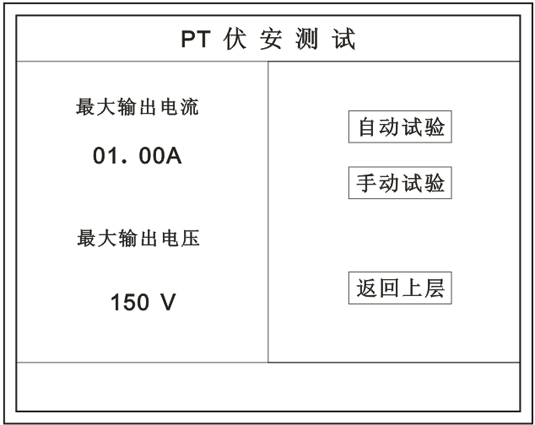 PT 伏安测试
最大输出电流
01. 00A
最大输出电压
150 V
自动试验
手动试验
返回上层